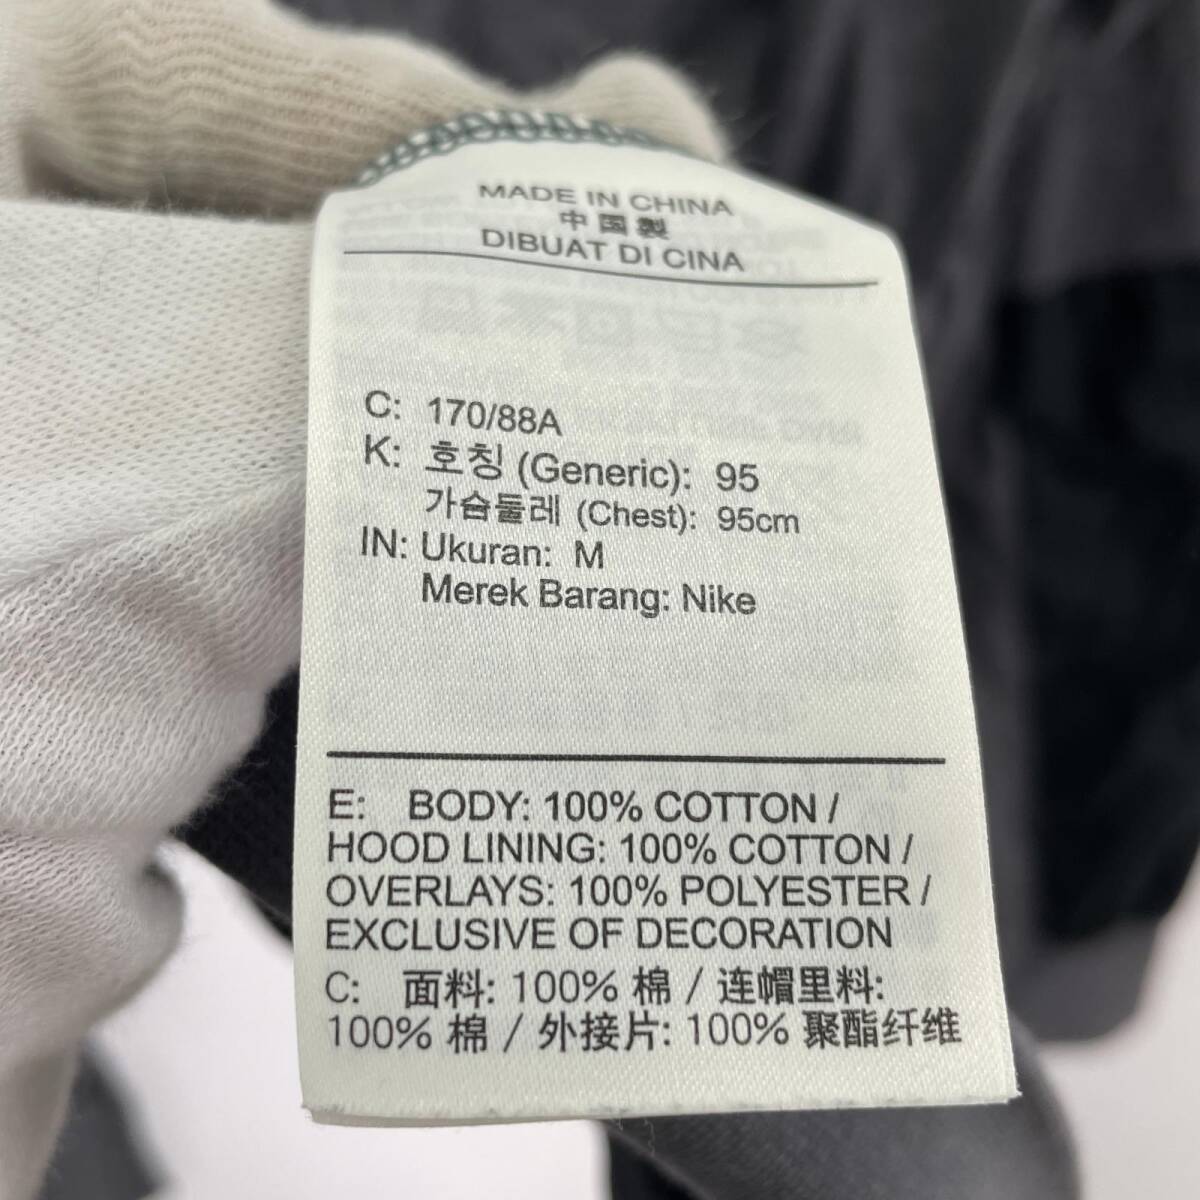 MADE IN CHINA
中国製
DIBUAT DI CINA
C: 170/88A
K: 호칭 (Generic): 95
가슴둘레 (Chest): 95cm
IN: Ukuran: M
Merek Barang: Nike
E: BODY: 100% COTTON /
HOOD LINING: 100% COTTON /
OVERLAYS: 100% POLYESTER /
EXCLUSIVE OF DECORATION
C: 面料: 100% 棉 / 连帽里料:
100% 棉 / 外接片: 100% 聚酯纤维